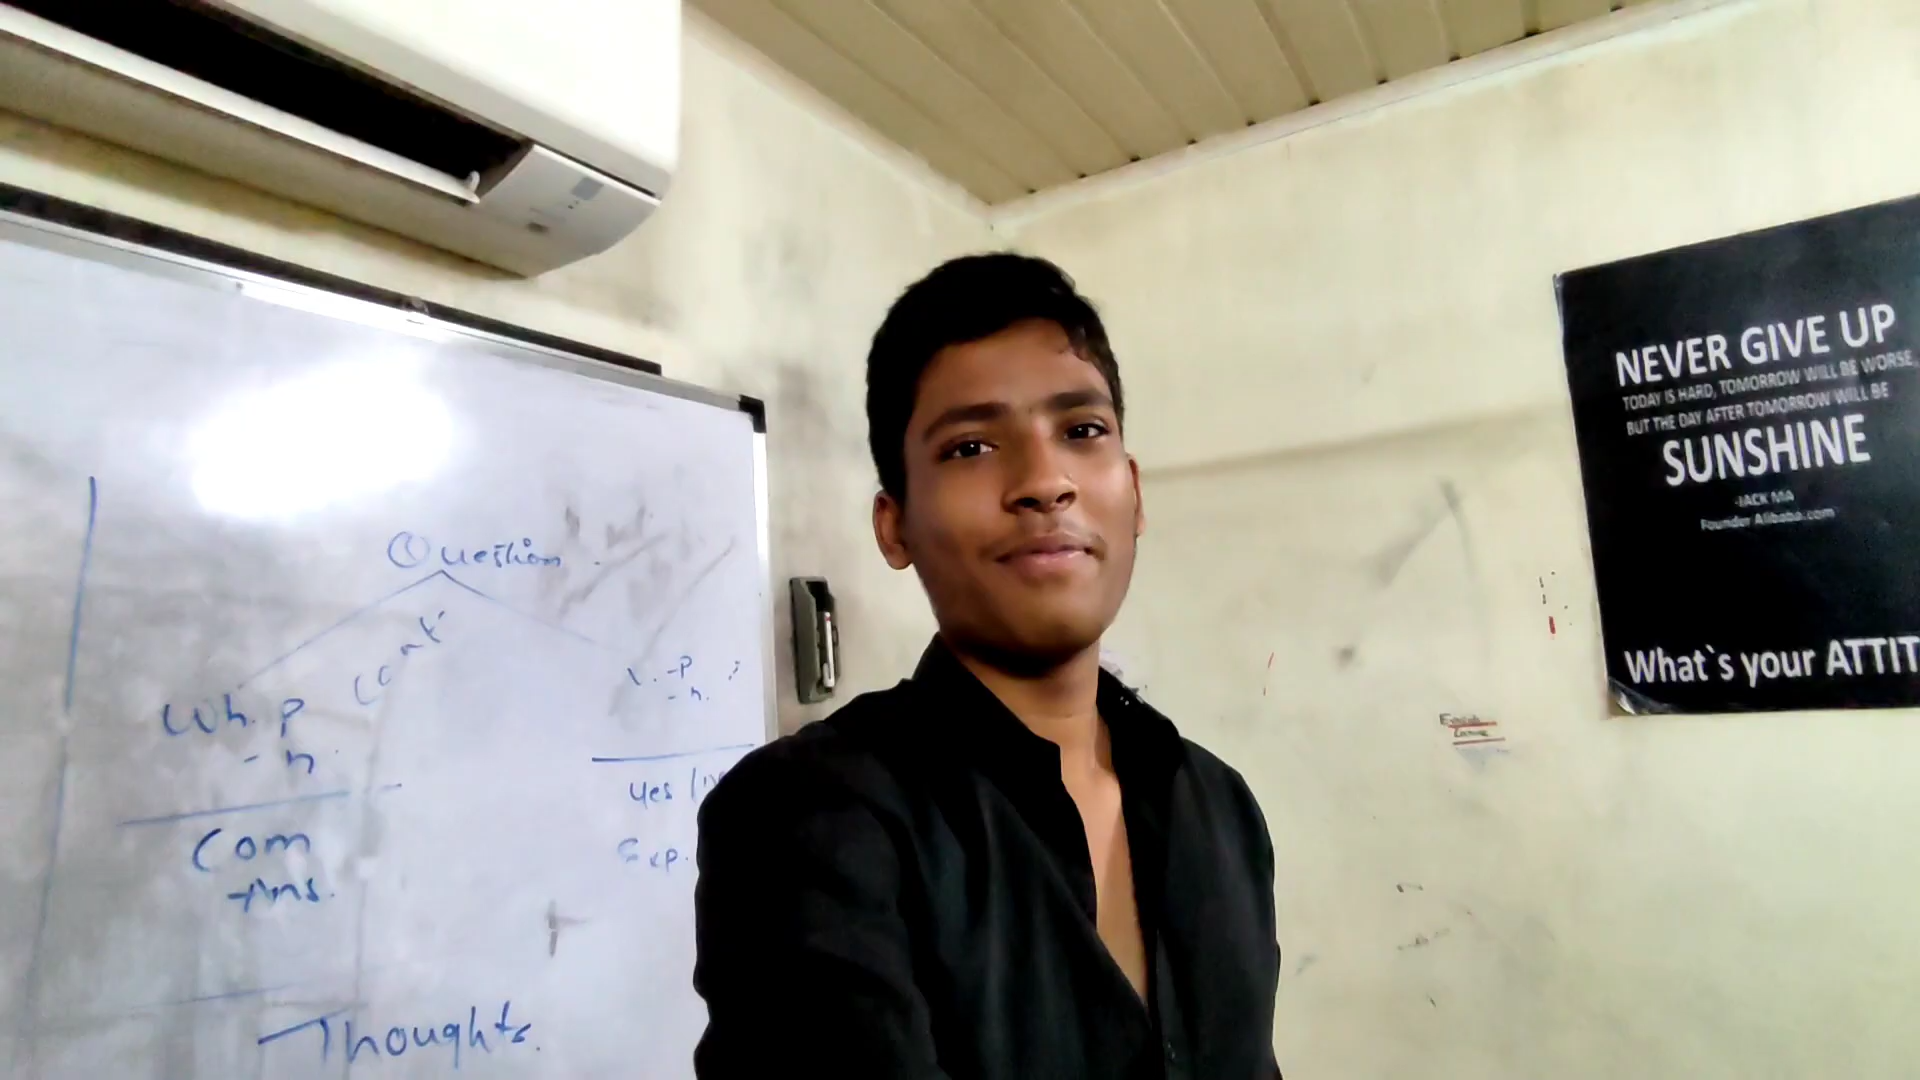 Question.
cont
Wh. p
- h
Com
Ans.
-p
- h.
Yes /
Exp.
Thoughts.
NEVER GIVE UP
TODAY IS HARD, TOMORROW WILL BE WORSE,
BUT THE DAY AFTER TOMORROW WILL BE
SUNSHINE
-JACK MA
Founder Alibaba.com
What`s your ATTIT